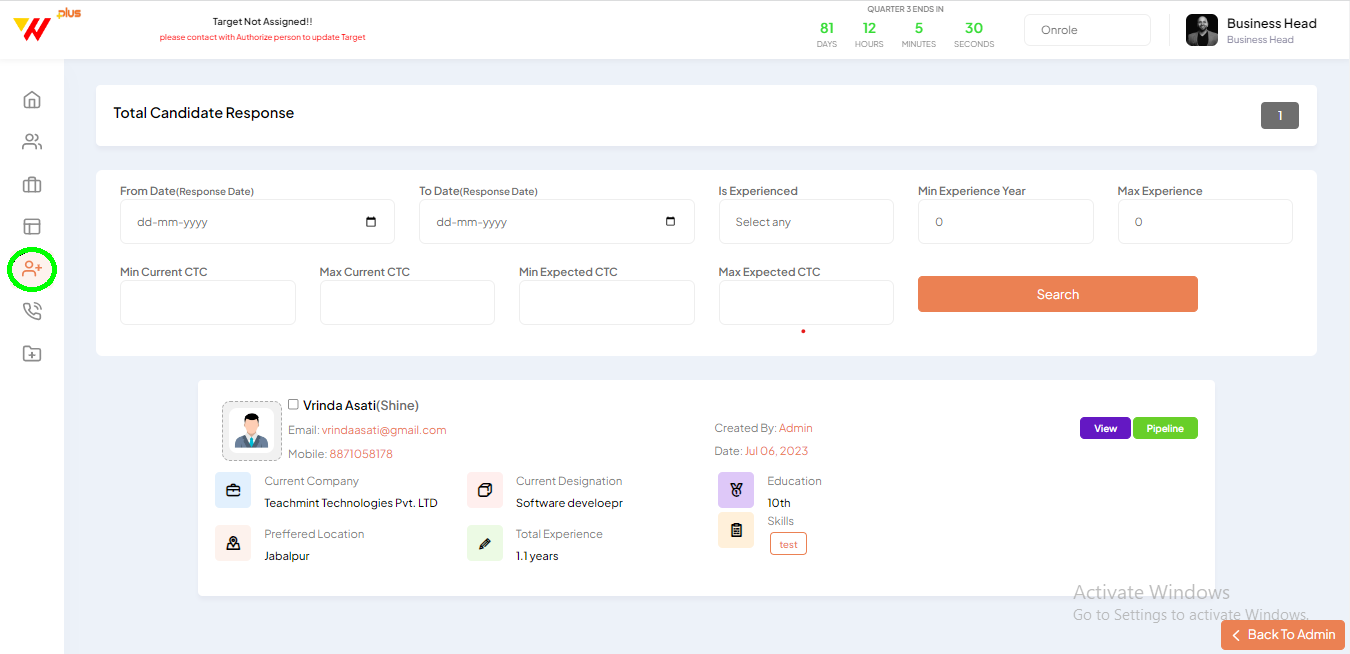 plus
Target Not Assigned!!
please contact with Authorize person to update Target
QUARTER 3 ENDS IN
81 12 5 30
DAYS HOURS MINUTES SECONDS
Onrole
Business Head
Business Head
Total Candidate Response
1
From Date(Response Date) To Date(Response Date) Is Experienced Min Experience Year Max Experience
dd-mm-yyyy dd-mm-yyyy Select any 0 0
Min Current CTC Max Current CTC Min Expected CTC Max Expected CTC
Search
Vrinda Asati(Shine)
Email: vrindaasati@gmail.com
Mobile: 8871058178
Created By: Admin
Date: Jul 06, 2023
View Pipeline
Current Company Current Designation Education
Teachmint Technologies Pvt. LTD Software develoepr 10th
Skills
Preffered Location Total Experience
test
Jabalpur 1.1 years
Activate Windows
Go to Settings to activate Windows.
Back To Admin